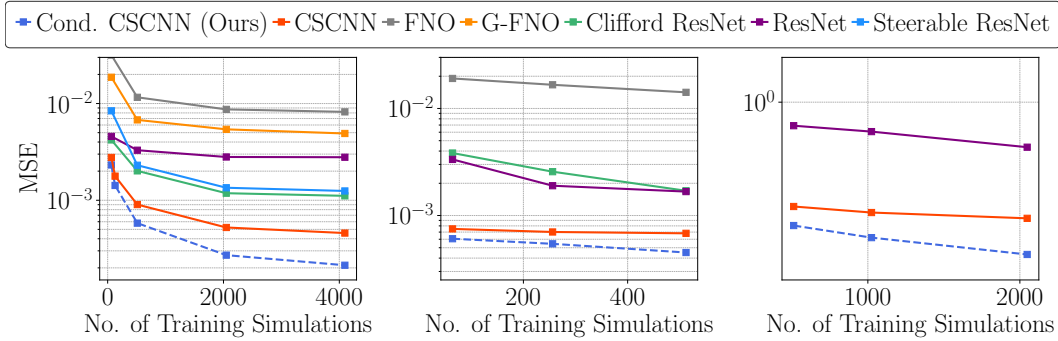 Cond. CSCNN (Ours) CSCNN FNO G-FNO Clifford ResNet ResNet Steerable ResNet
MSE
10⁻²
10⁻³
0 2000 4000
No. of Training Simulations
10⁻²
10⁻³
200 400
No. of Training Simulations
10⁰
1000 2000
No. of Training Simulations